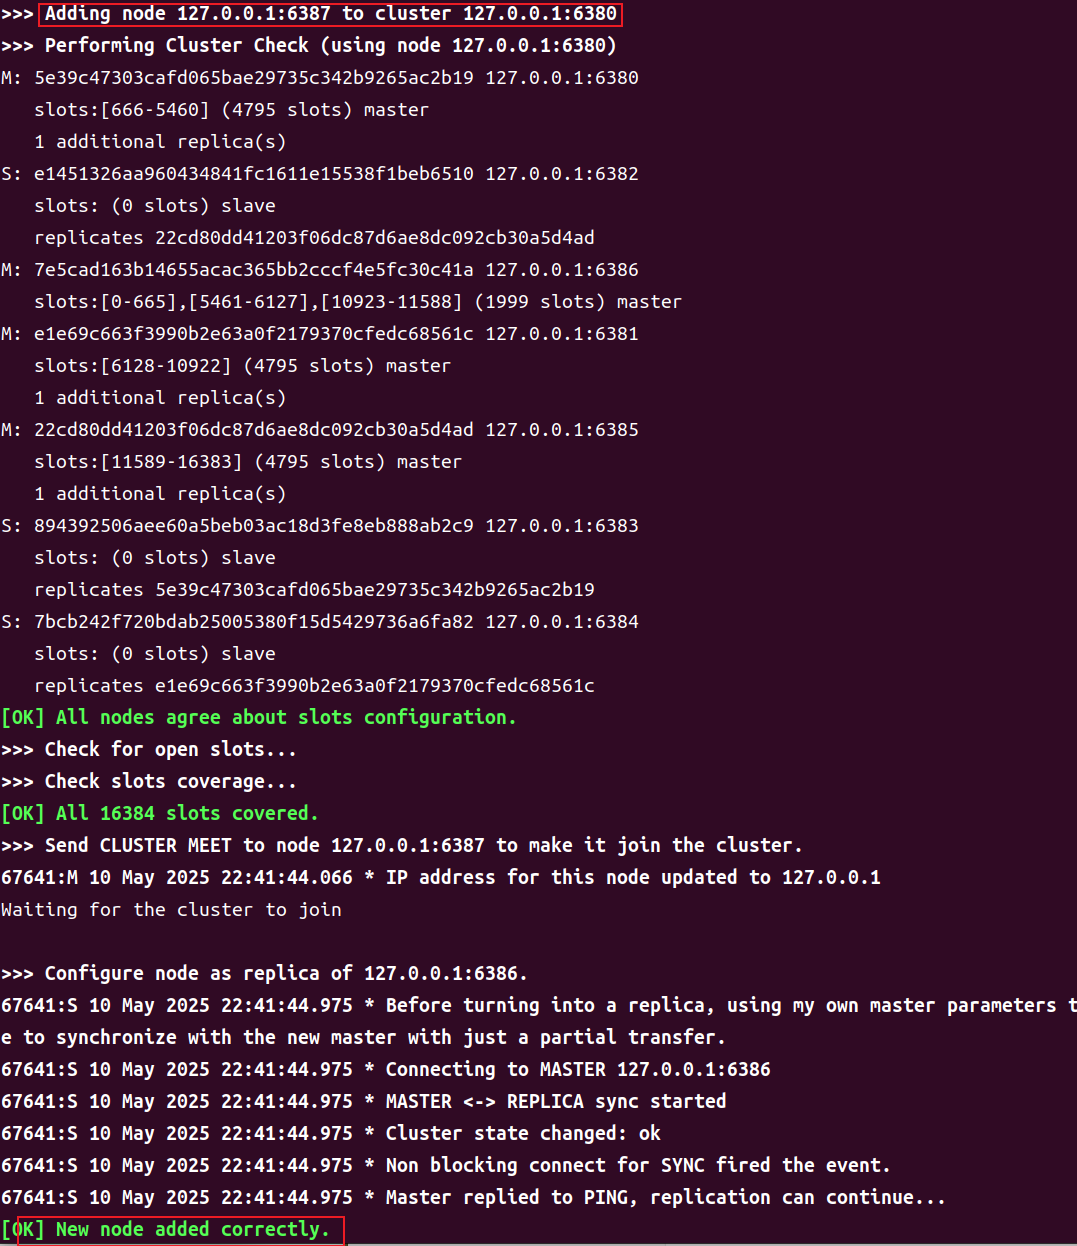 >>> Adding node 127.0.0.1:6387 to cluster 127.0.0.1:6380
>>> Performing Cluster Check (using node 127.0.0.1:6380)
M: 5e39c47303cafd065bae29735c342b9265ac2b19 127.0.0.1:6380
   slots:[666-5460] (4795 slots) master
   1 additional replica(s)
S: e1451326aa960434841fc1611e15538f1beb6510 127.0.0.1:6382
   slots: (0 slots) slave
   replicates 22cd80dd41203f06dc87d6ae8dc092cb30a5d4ad
M: 7e5cad163b14655acac365bb2cccf4e5fc30c41a 127.0.0.1:6386
   slots:[0-665],[5461-6127],[10923-11588] (1999 slots) master
M: e1e69c663f3990b2e63a0f2179370cfedc68561c 127.0.0.1:6381
   slots:[6128-10922] (4795 slots) master
   1 additional replica(s)
M: 22cd80dd41203f06dc87d6ae8dc092cb30a5d4ad 127.0.0.1:6385
   slots:[11589-16383] (4795 slots) master
   1 additional replica(s)
S: 894392506aee60a5beb03ac18d3fe8eb888ab2c9 127.0.0.1:6383
   slots: (0 slots) slave
   replicates 5e39c47303cafd065bae29735c342b9265ac2b19
S: 7bcb242f720bdab25005380f15d5429736a6fa82 127.0.0.1:6384
   slots: (0 slots) slave
   replicates e1e69c663f3990b2e63a0f2179370cfedc68561c
[OK] All nodes agree about slots configuration.
>>> Check for open slots...
>>> Check slots coverage...
[OK] All 16384 slots covered.
>>> Send CLUSTER MEET to node 127.0.0.1:6387 to make it join the cluster.
67641:M 10 May 2025 22:41:44.066 * IP address for this node updated to 127.0.0.1
Waiting for the cluster to join
>>> Configure node as replica of 127.0.0.1:6386.
67641:S 10 May 2025 22:41:44.975 * Before turning into a replica, using my own master parameters t
e to synchronize with the new master with just a partial transfer.
67641:S 10 May 2025 22:41:44.975 * Connecting to MASTER 127.0.0.1:6386
67641:S 10 May 2025 22:41:44.975 * MASTER <-> REPLICA sync started
67641:S 10 May 2025 22:41:44.975 * Cluster state changed: ok
67641:S 10 May 2025 22:41:44.975 * Non blocking connect for SYNC fired the event.
67641:S 10 May 2025 22:41:44.975 * Master replied to PING, replication can continue...
[OK] New node added correctly.